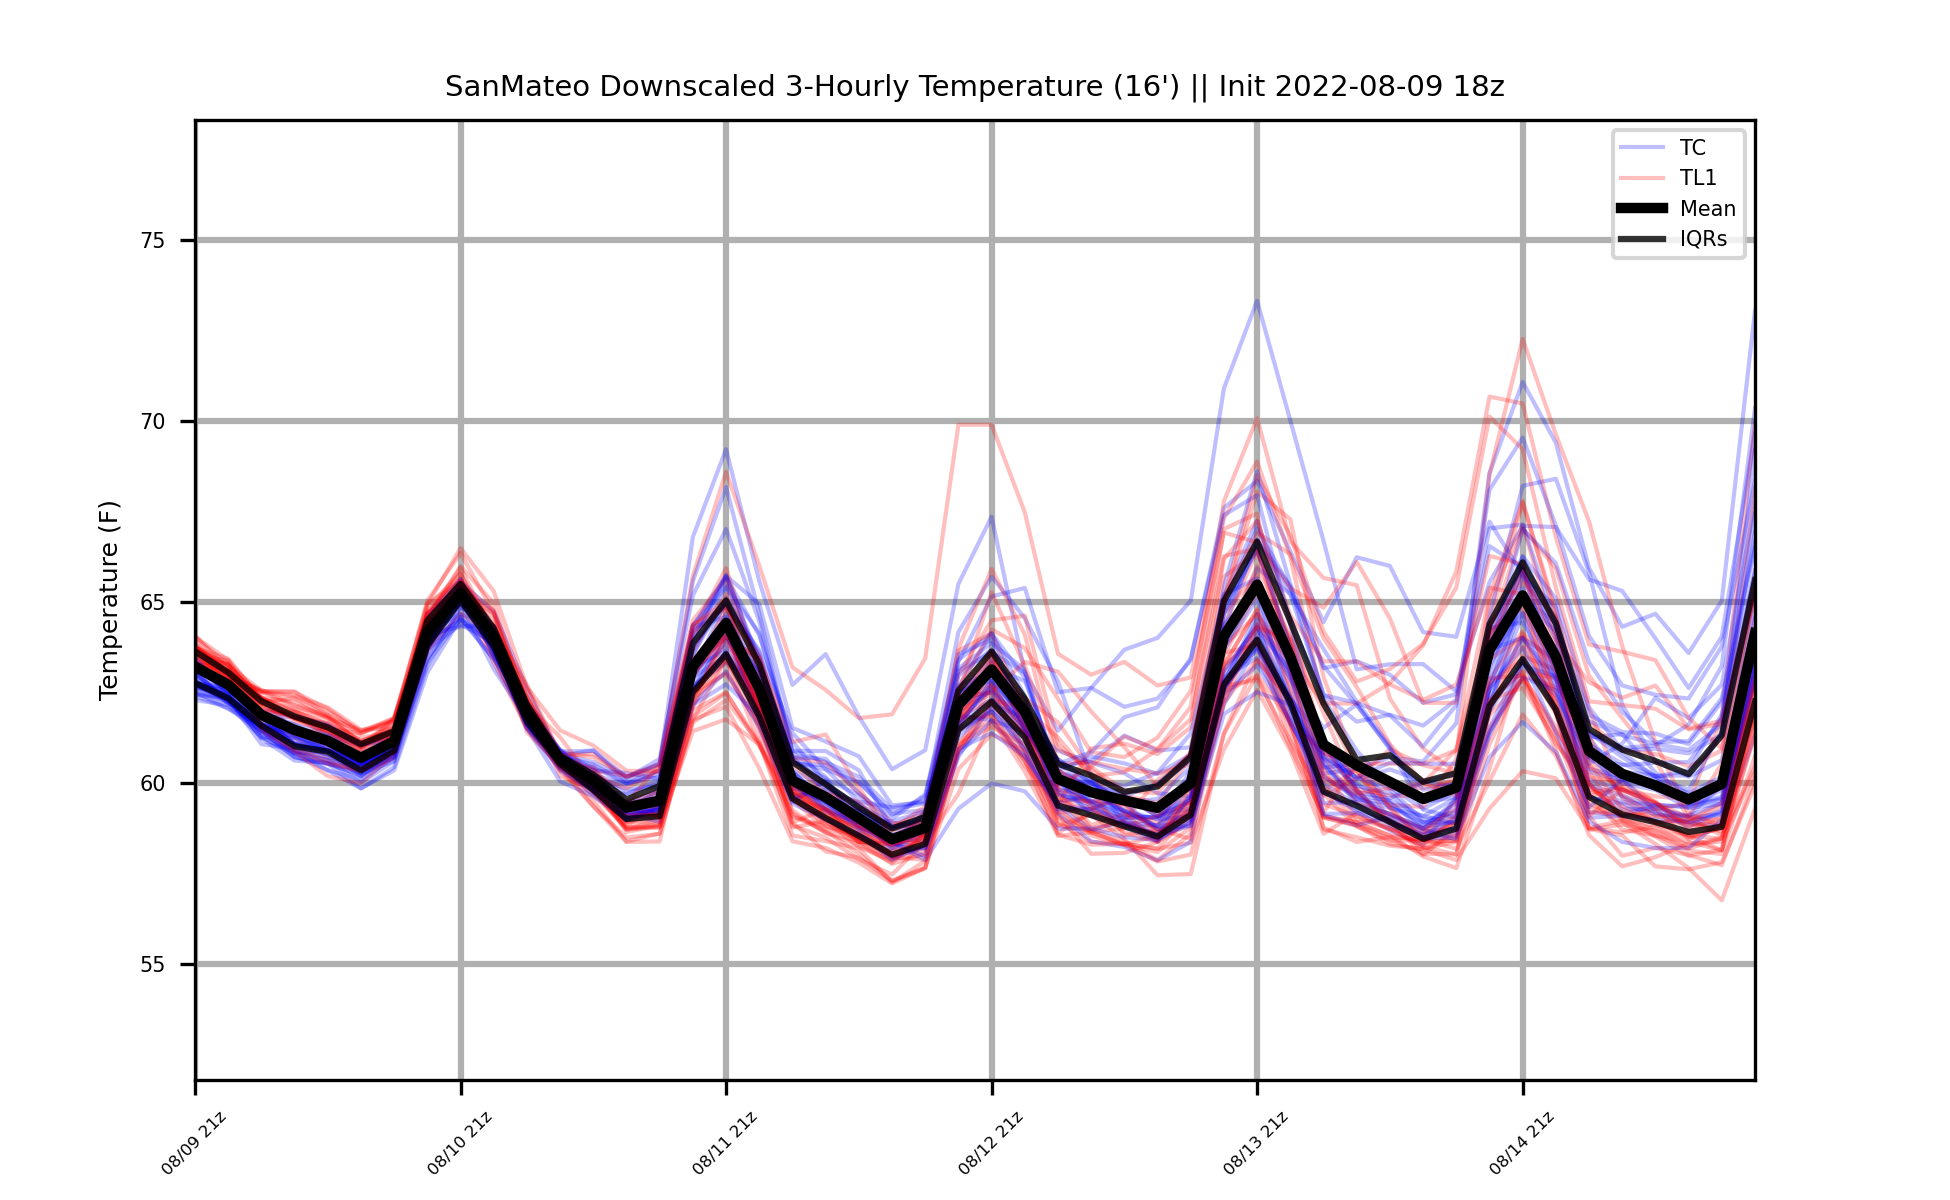 SanMateo Downscaled 3-Hourly Temperature (16') || Init 2022-08-09 18z
TC
TL1
Mean
IQRs
Temperature (F)
75
70
65
60
55
08/09 21z
08/10 21z
08/11 21z
08/12 21z
08/13 21z
08/14 21z